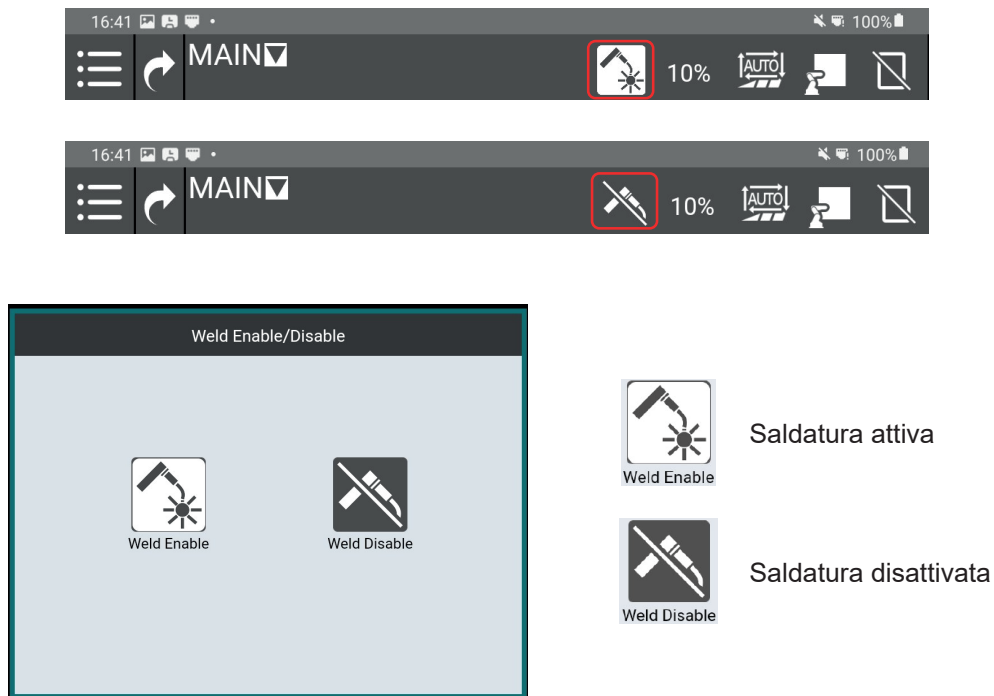 16:41 100%
MAIN 10% AUTO
16:41 100%
MAIN 10% AUTO
Weld Enable/Disable
Weld Enable
Weld Disable
Weld Enable
Saldatura attiva
Weld Disable
Saldatura disattivata